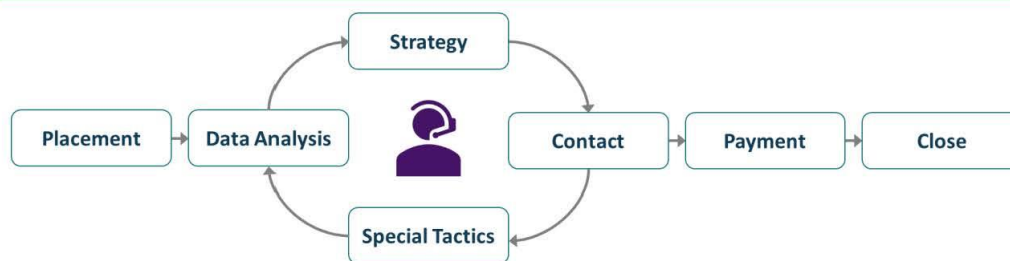 Strategy
Placement
Data Analysis
Contact
Payment
Close
Special Tactics